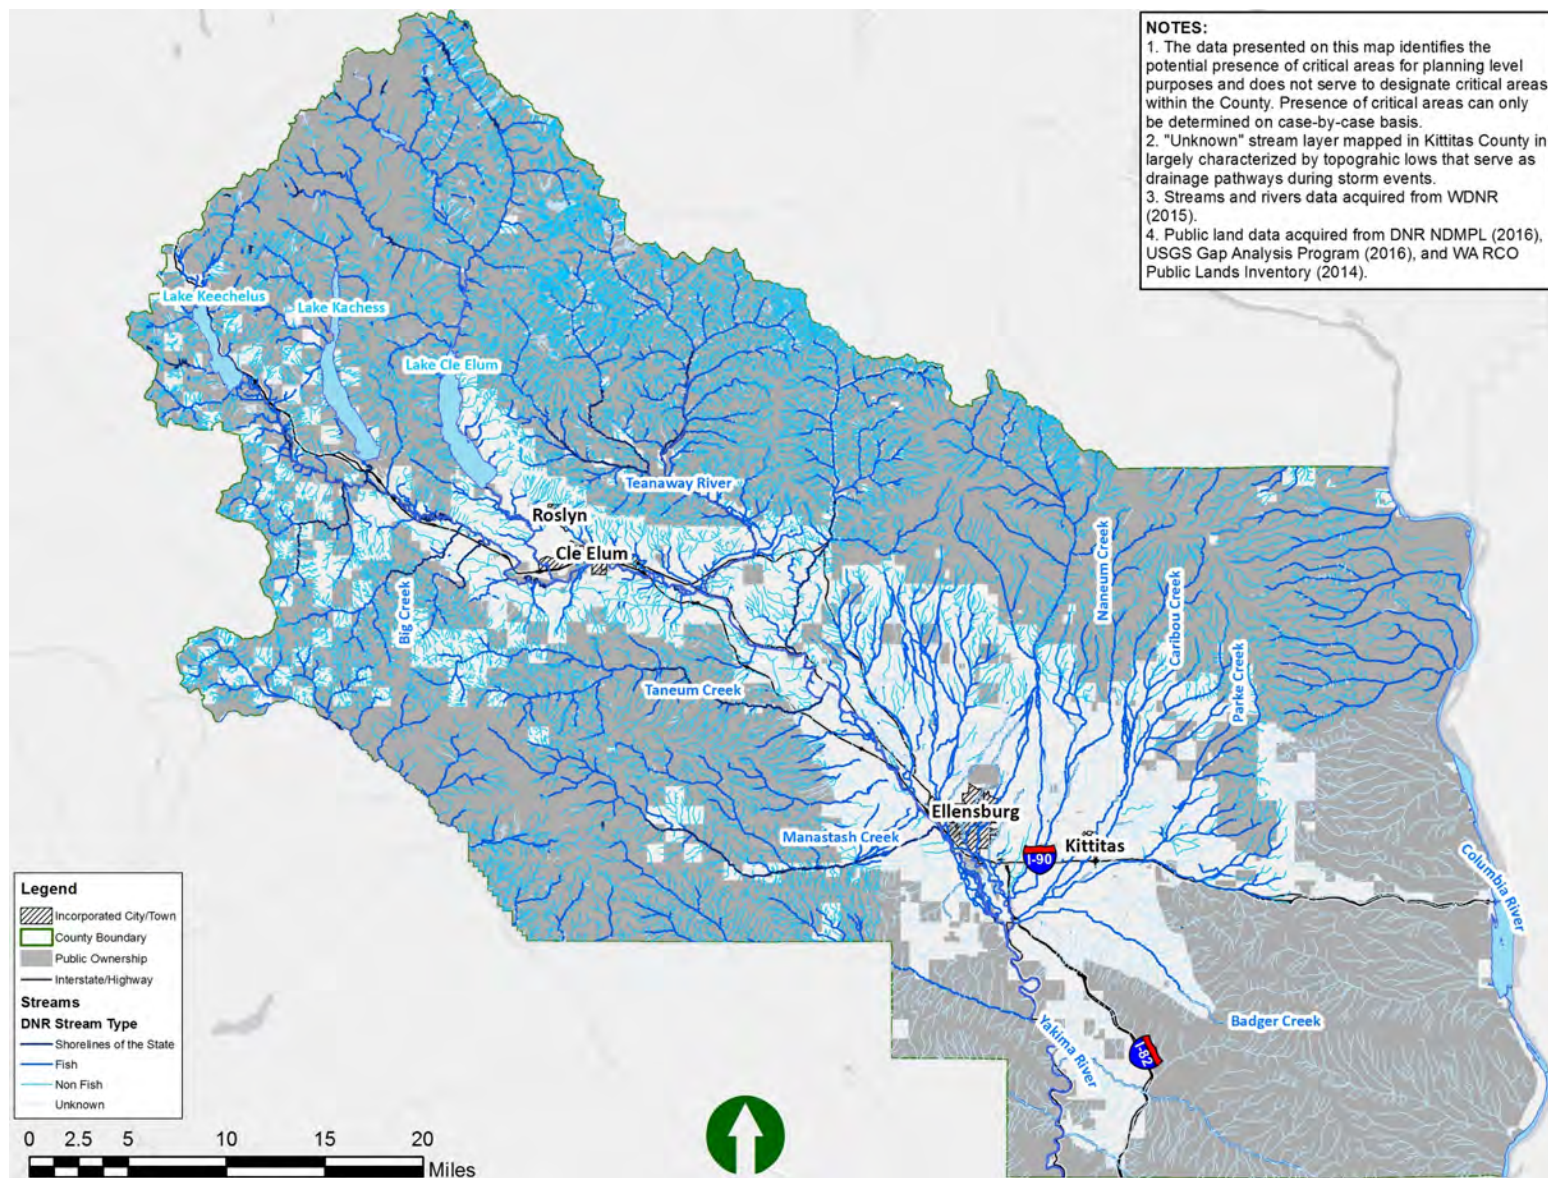 NOTES:
1. The data presented on this map identifies the
potential presence of critical areas for planning level
purposes and does not serve to designate critical areas
within the County. Presence of critical areas can only
be determined on case-by-case basis.
2. "Unknown" stream layer mapped in Kittitas County in
largely characterized by topograhic lows that serve as
drainage pathways during storm events.
3. Streams and rivers data acquired from WDNR
(2015).
4. Public land data acquired from DNR NDMPL (2016),
USGS Gap Analysis Program (2016), and WA RCO
Public Lands Inventory (2014).
Lake Keechelus
Lake Kachess
Lake Cle Elum
Teanaway River
Roslyn
Cle Elum
Big Creek
Naneum Creek
Caribou Creek
Parke Creek
Taneum Creek
Manastash Creek
Ellensburg
Kittitas
I-90
Columbia River
Badger Creek
Yakima River
I-82
Legend
Incorporated City/Town
County Boundary
Public Ownership
Interstate/Highway
Streams
DNR Stream Type
Shorelines of the State
Fish
Non Fish
Unknown
0 2.5 5 10 15 20
Miles